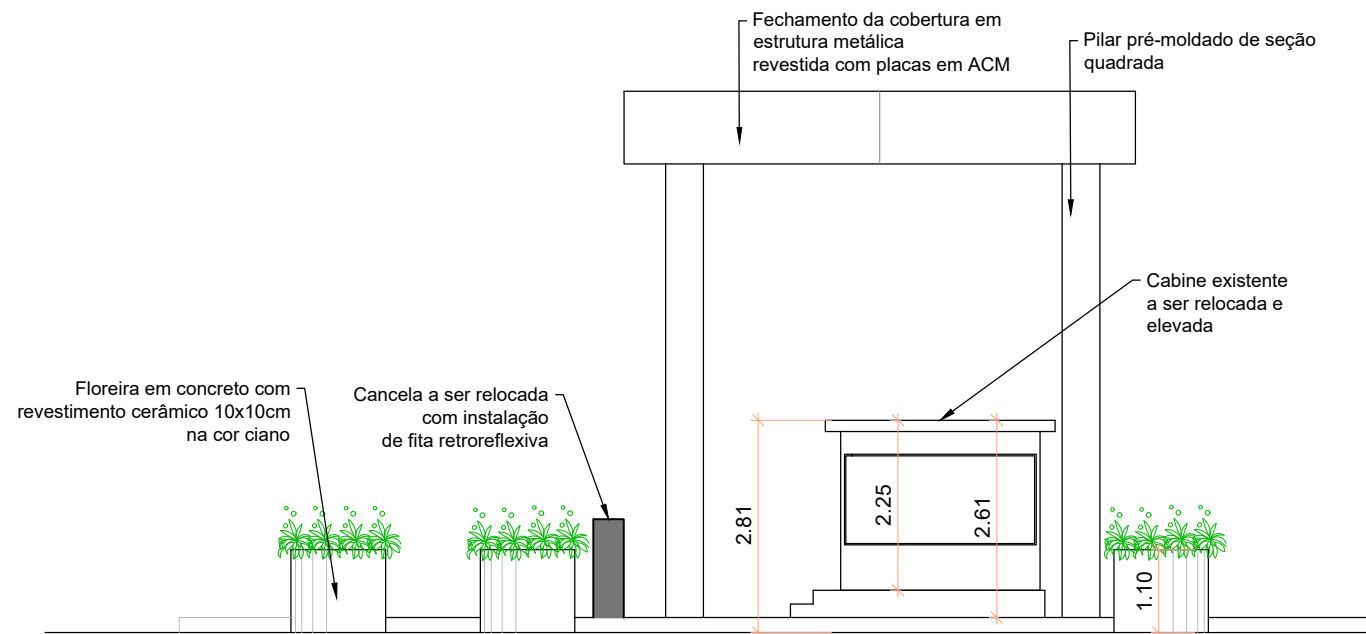 Fechamento da cobertura em
estrutura metálica
revestida com placas em ACM
Pilar pré-moldado de seção
quadrada
Cabine existente
a ser relocada e
elevada
Floreira em concreto com
revestimento cerâmico 10x10cm
na cor ciano
Cancela a ser relocada
com instalação
de fita retroreflexiva
2.81
2.25
2.61
1.10